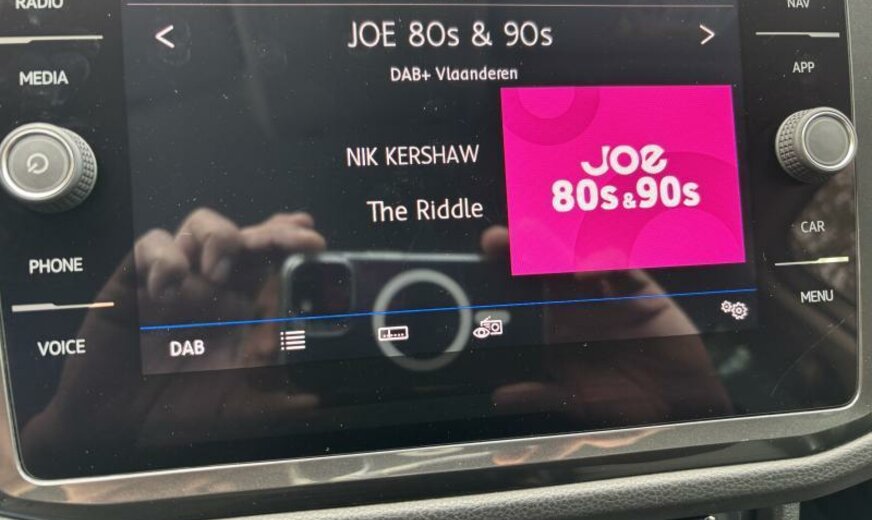 RADIO
MEDIA
PHONE
VOICE
< JOE 80s & 90s >
DAB+ Vlaanderen
NIK KERSHAW
The Riddle
JOE
80s&90s
DAB
NAV
APP
CAR
MENU